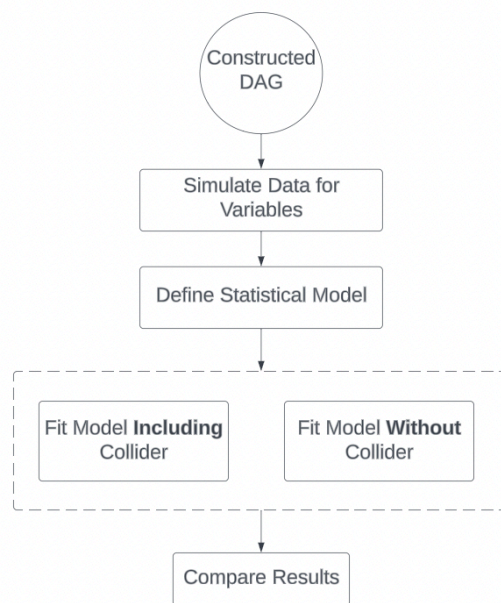 Constructed
DAG
Simulate Data for
Variables
Define Statistical Model
Fit Model Including
Collider
Fit Model Without
Collider
Compare Results